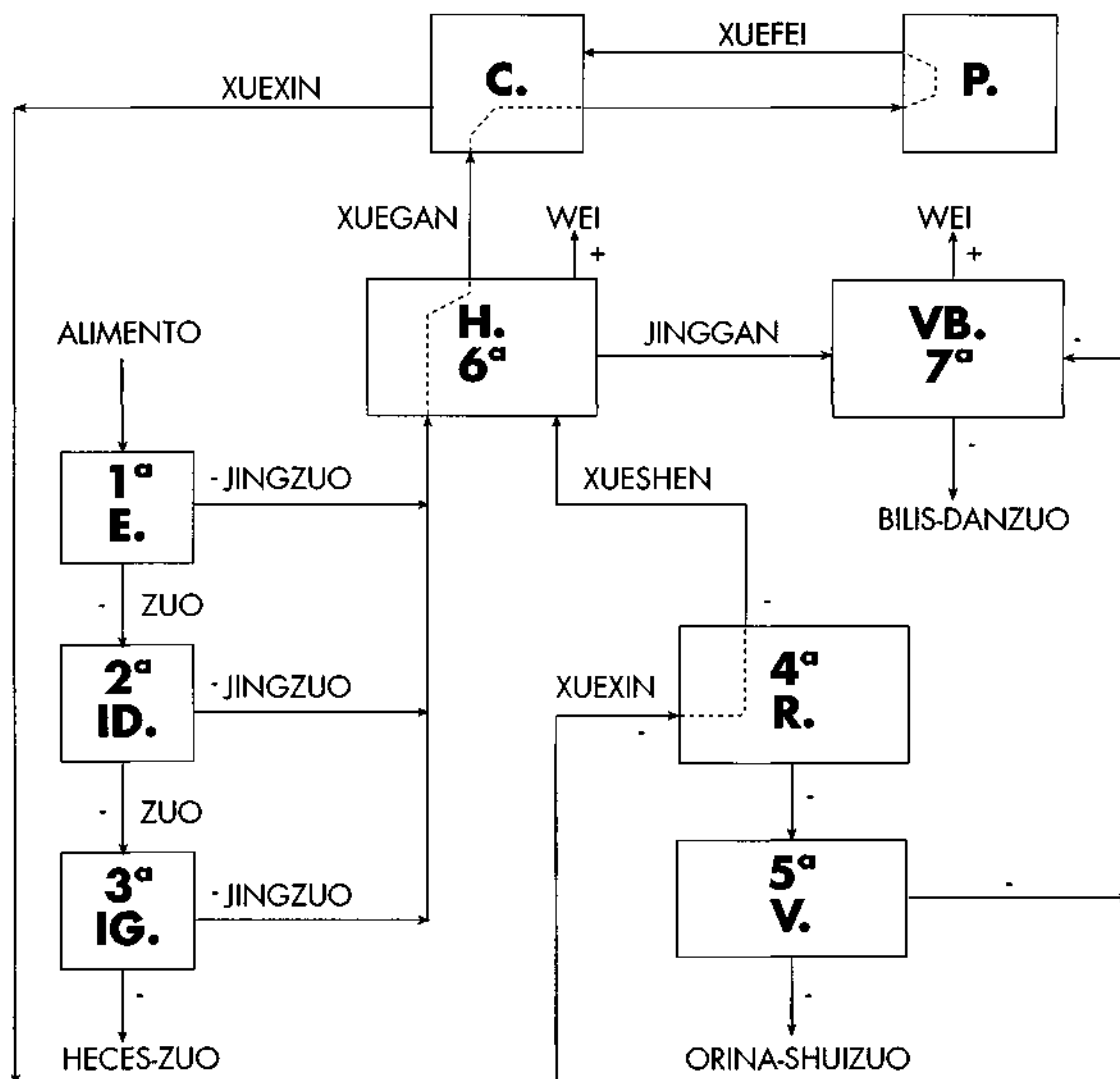 XUEFEI
C.
P.
XUEXIN
XUEGAN
WEI
+
WEI
+
ALIMENTO
H.
6ª
JINGGAN
VB.
7ª
-
1ª
E.
- JINGZUO
XUESHEN
-
BILIS-DANZUO
- ZUO
2ª
ID.
- JINGZUO
-
4ª
R.
XUEXIN
-
- ZUO
-
3ª
IG.
- JINGZUO
5ª
V.
-
-
-
HECES-ZUO
ORINA-SHUIZUO